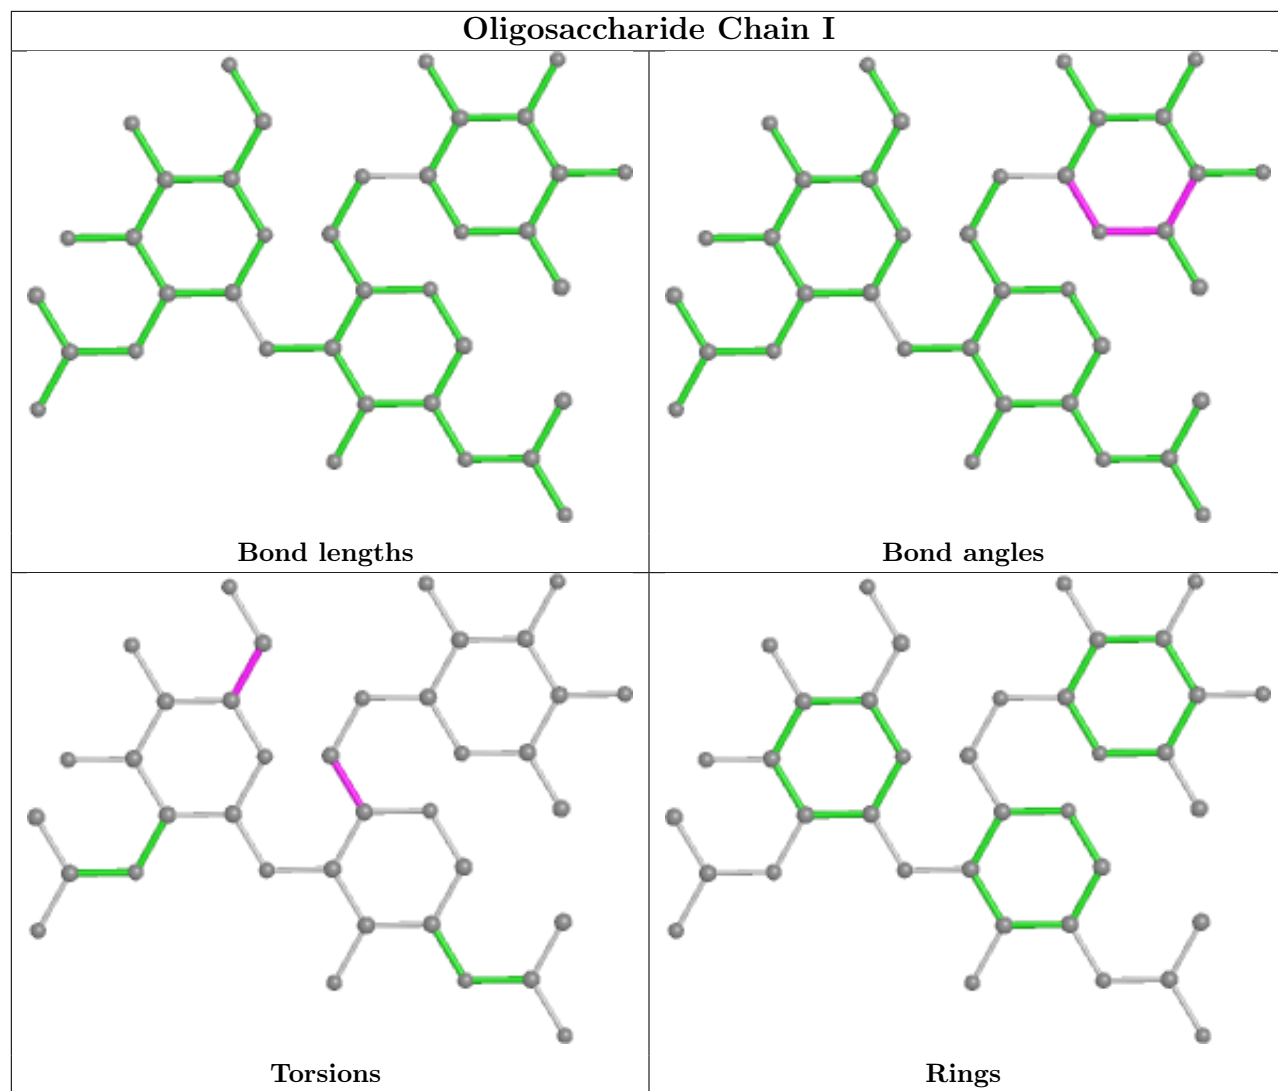 Oligosaccharide Chain I
Bond lengths
Bond angles
Torsions
Rings